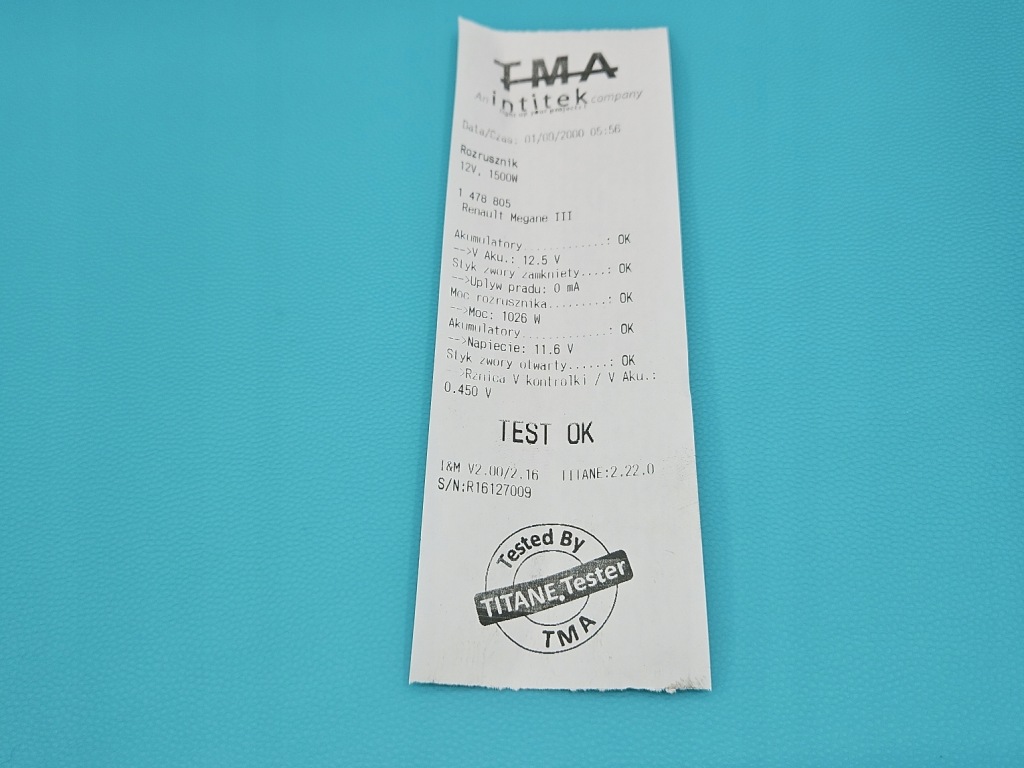 TMA
An intitek company
Data/Czas: 01/00/2000 05:56
Rozrusznik
12V, 1500W
1 478 805
Renault Megane III
Akumulatory............: OK
-->V Aku.: 12.5 V
Styk zwory zamkniety....: OK
-->Uplyw pradu: 0 mA
Moc rozrusznika.........: OK
-->Moc: 1026 W
Akumulatory............: OK
-->Napiecie: 11.6 V
Styk zwory otwarty......: OK
-->Rznica V kontrolki / V Aku.:
0.450 V
TEST OK
I&M V2.00/2.16 TITANE:2.22.0
S/N:R16127009
Tested By
TITANE.Tester
TMA